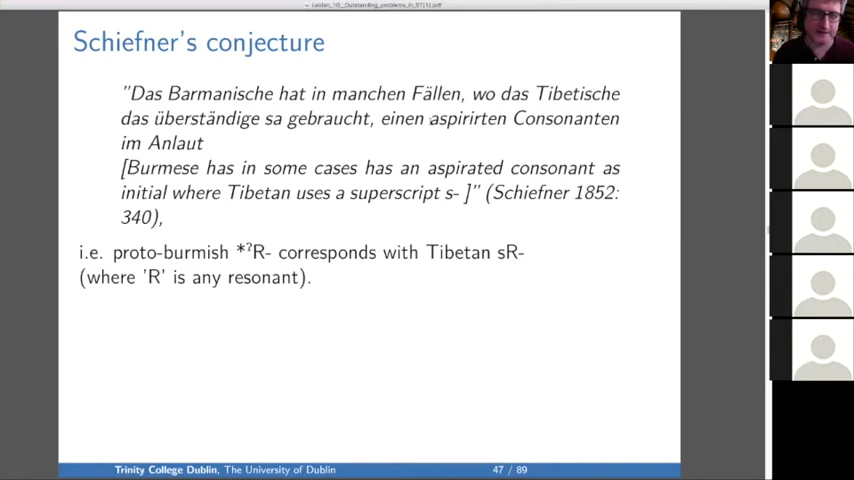 Leiden_10__Outstanding_problems_in_ST(1).pdf
Schiefner's conjecture
"Das Barmanische hat in manchen Fällen, wo das Tibetische
das überständige sa gebraucht, einen aspirirten Consonanten
im Anlaut
[Burmese has in some cases has an aspirated consonant as
initial where Tibetan uses a superscript s- ]" (Schiefner 1852:
340),
i.e. proto-burmish *ˀR- corresponds with Tibetan sR-
(where 'R' is any resonant).
Trinity College Dublin, The University of Dublin
47 / 89